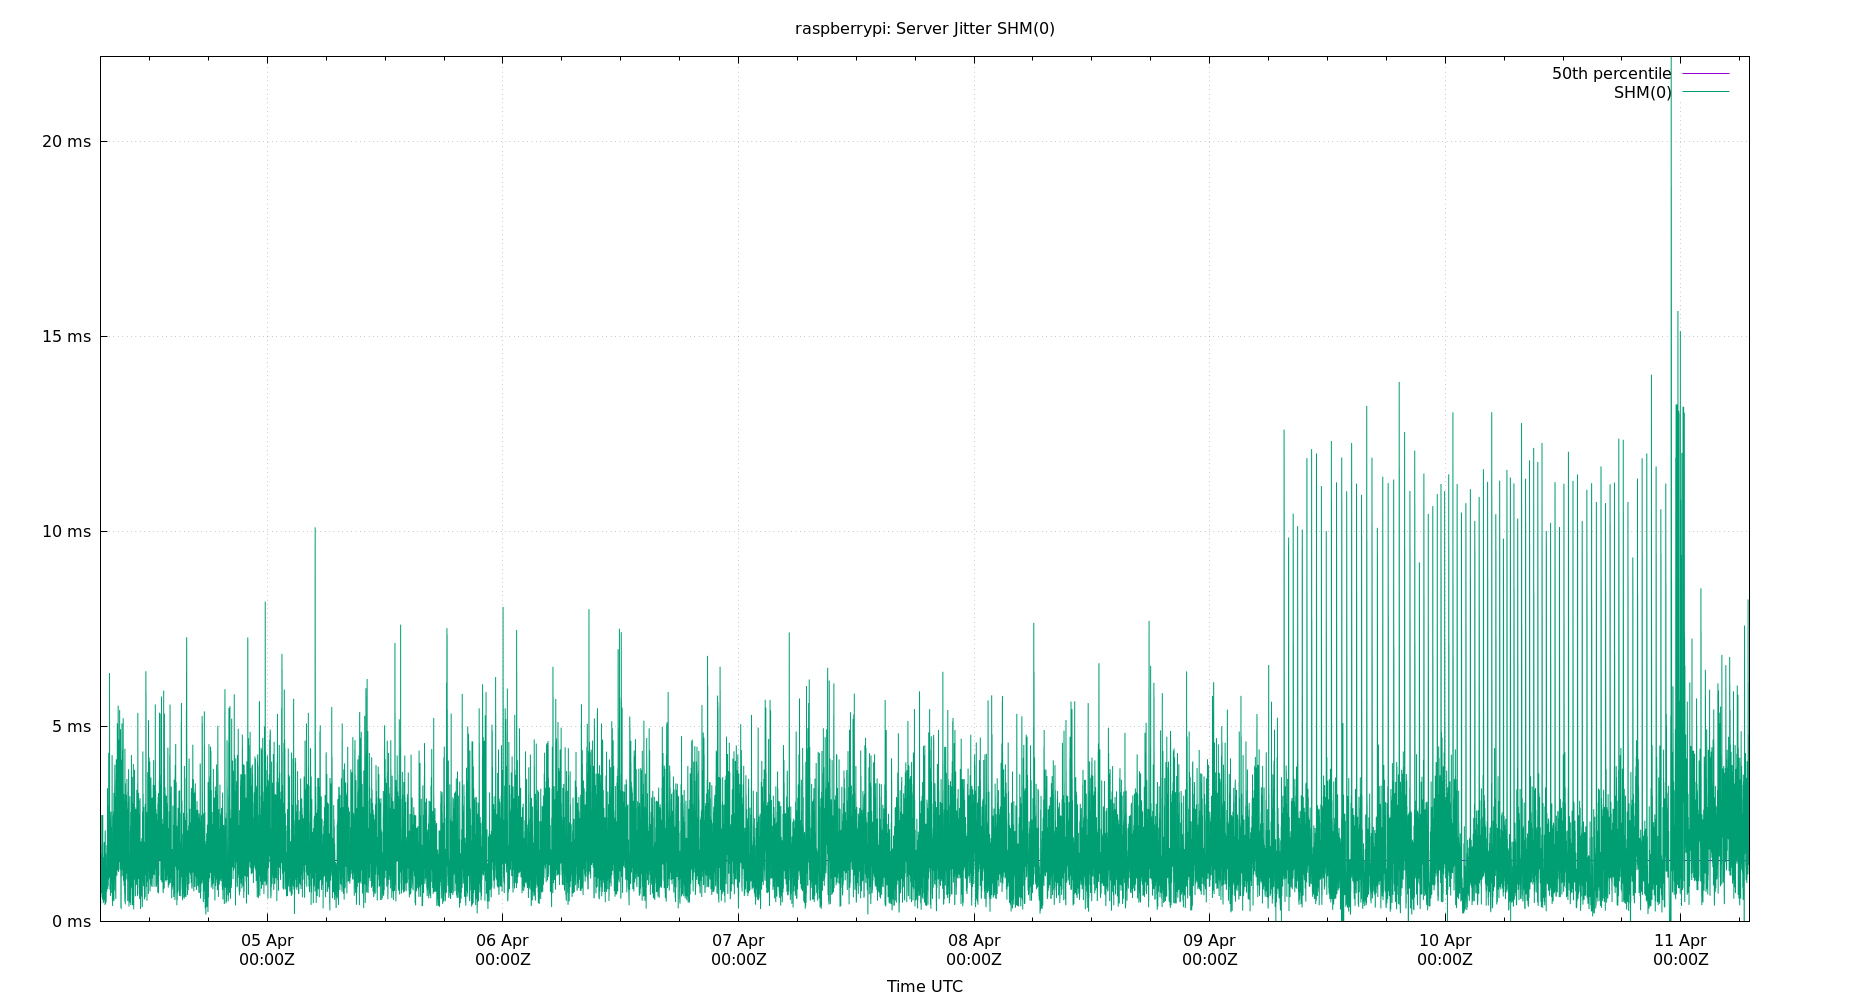 raspberrypi: Server Jitter SHM(0)
50th percentile
SHM(0)
20 ms
15 ms
10 ms
5 ms
0 ms
05 Apr
00:00Z
06 Apr
00:00Z
07 Apr
00:00Z
08 Apr
00:00Z
09 Apr
00:00Z
10 Apr
00:00Z
11 Apr
00:00Z
Time UTC